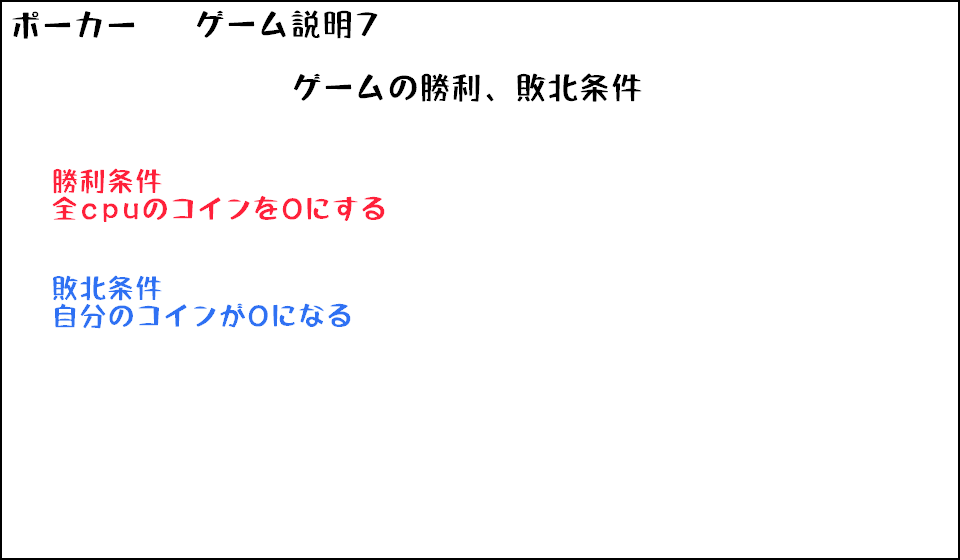 ポーカー　　ゲーム説明7
ゲームの勝利、敗北条件
勝利条件
全cpuのコインを0にする
敗北条件
自分のコインが0になる